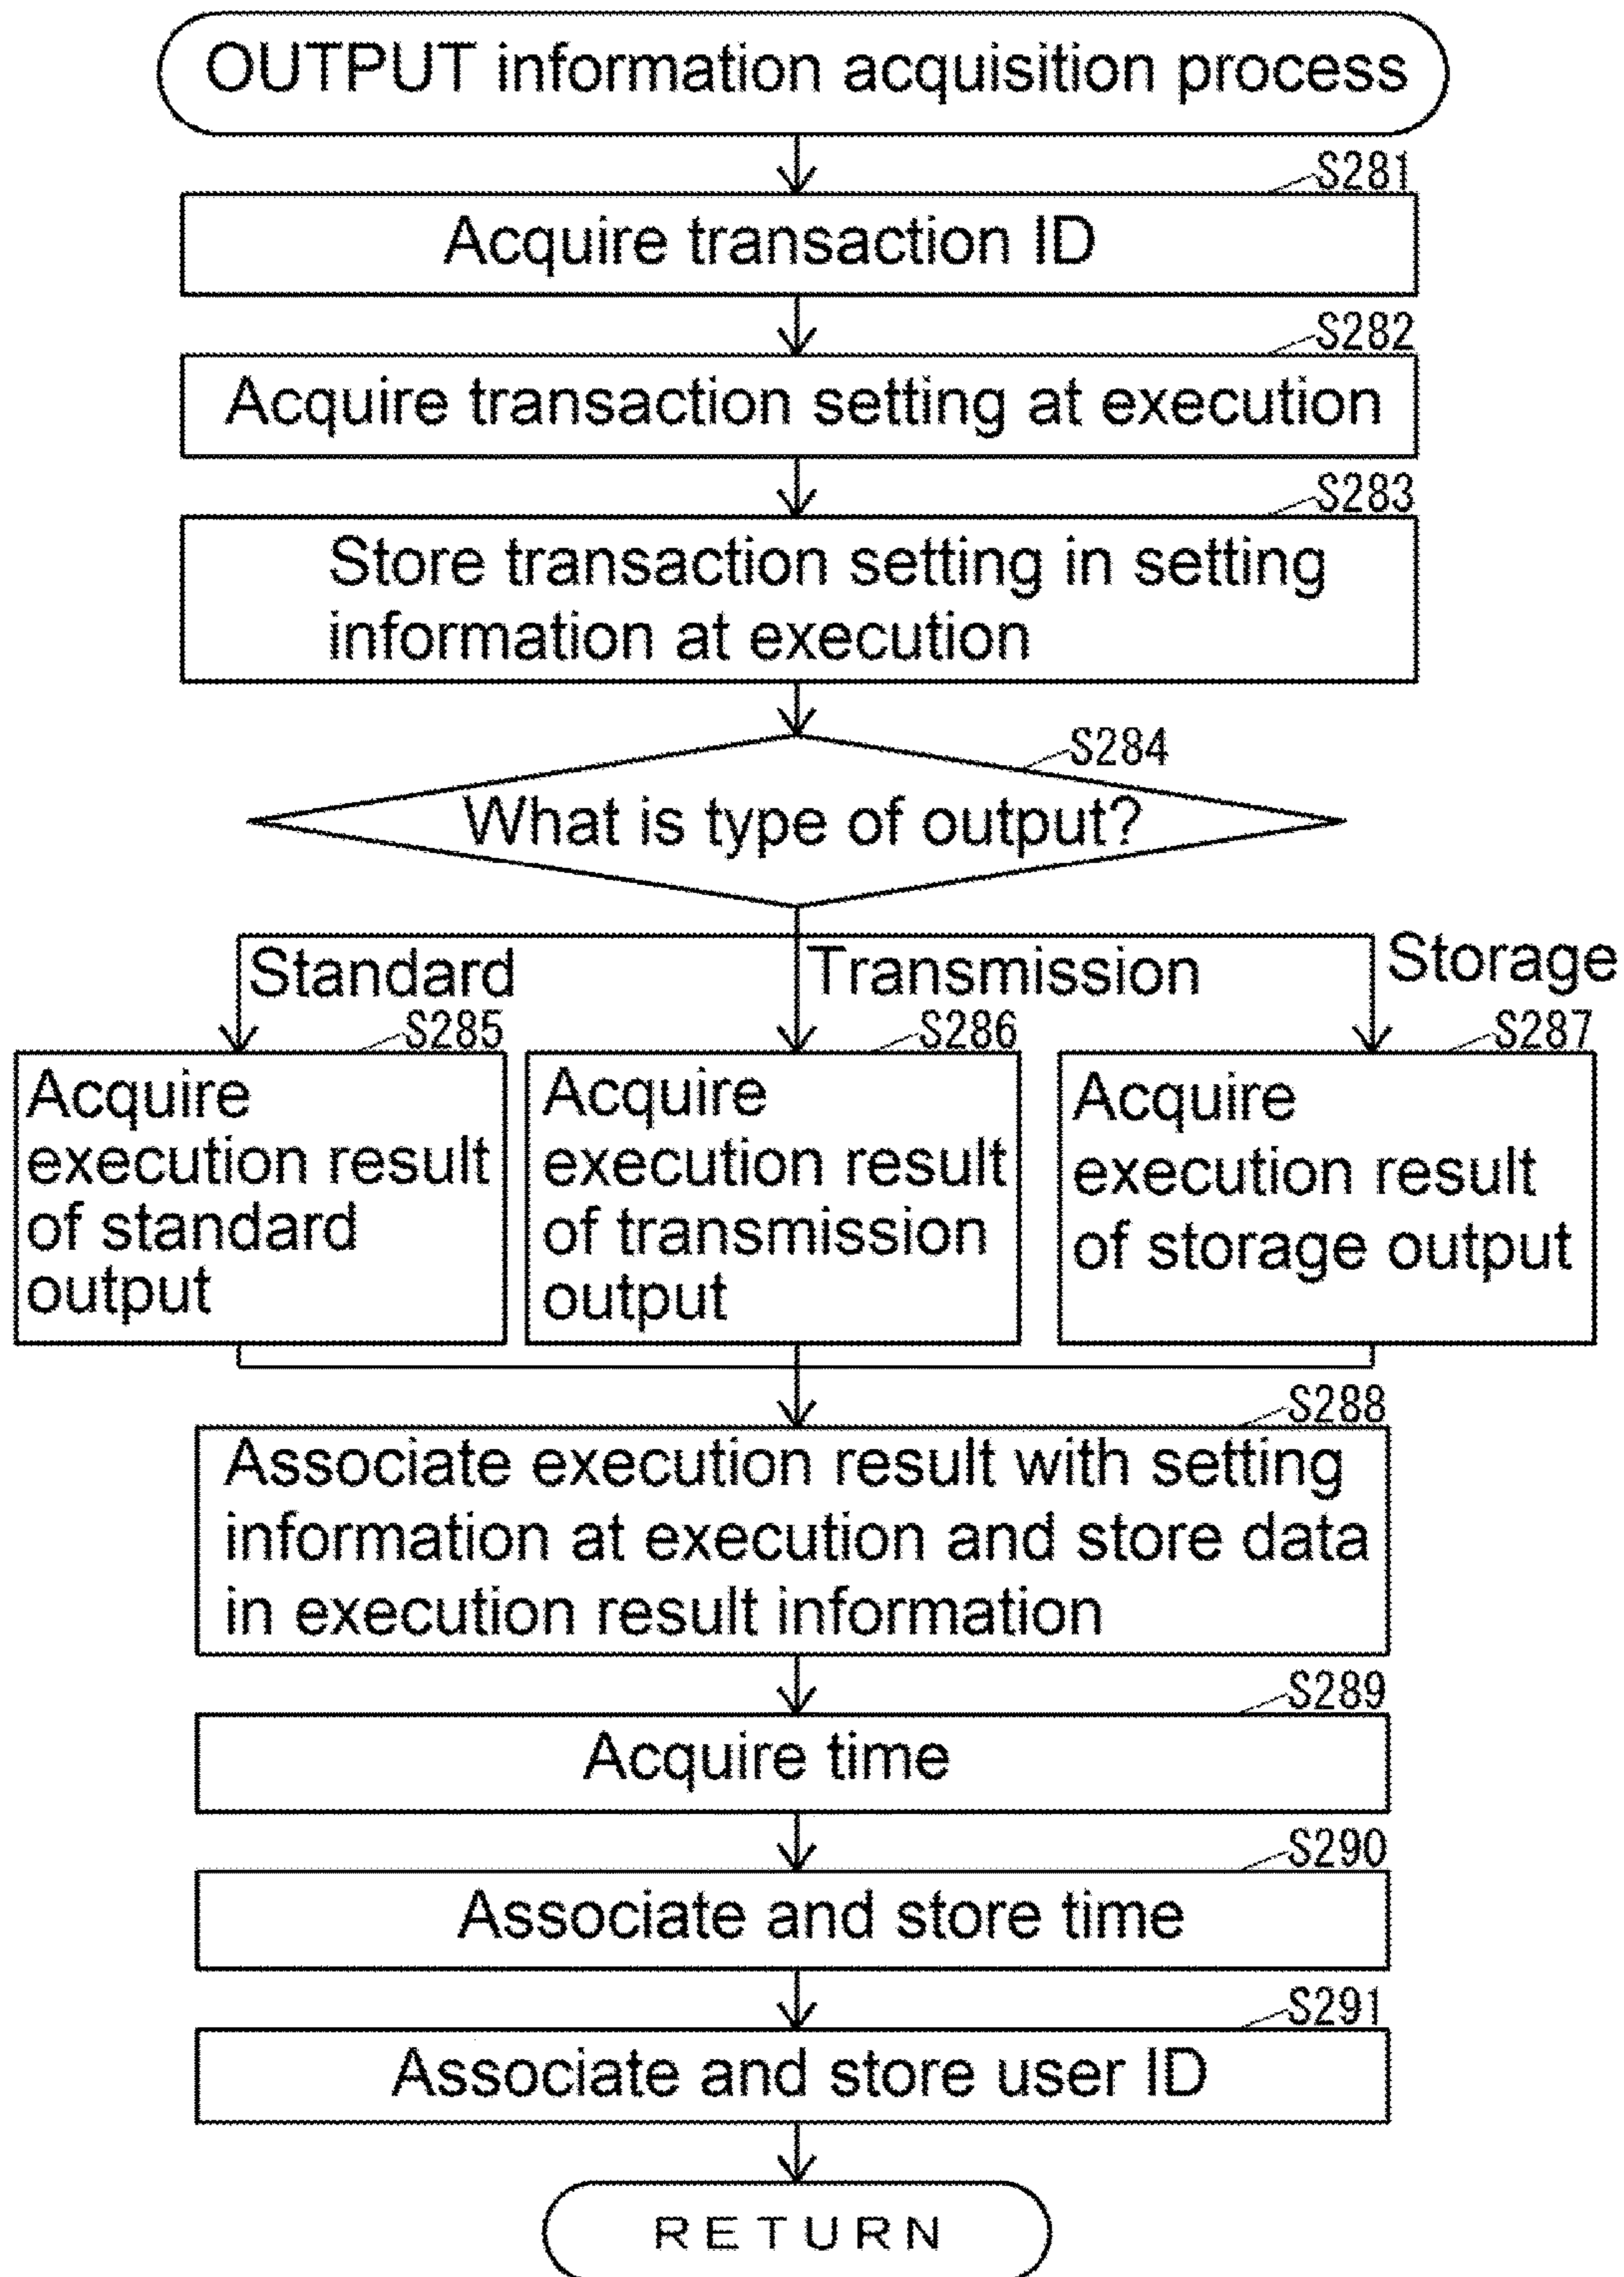 OUTPUT information acquisition process
S281
Acquire transaction ID
S282
Acquire transaction setting at execution
S283
Store transaction setting in setting
information at execution
S284
What is type of output?
Standard
Transmission
Storage
S285
Acquire
execution result
of standard
output
S286
Acquire
execution result
of transmission
output
S287
Acquire
execution result
of storage output
S288
Associate execution result with setting
information at execution and store data
in execution result information
S289
Acquire time
S290
Associate and store time
S291
Associate and store user ID
RETURN